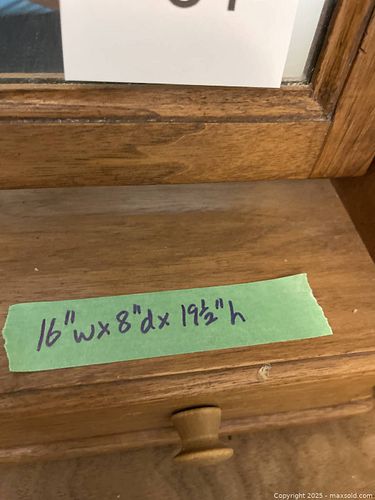 16"w x 8"d x 19½"h
Copyright 2025 - maxsold.com